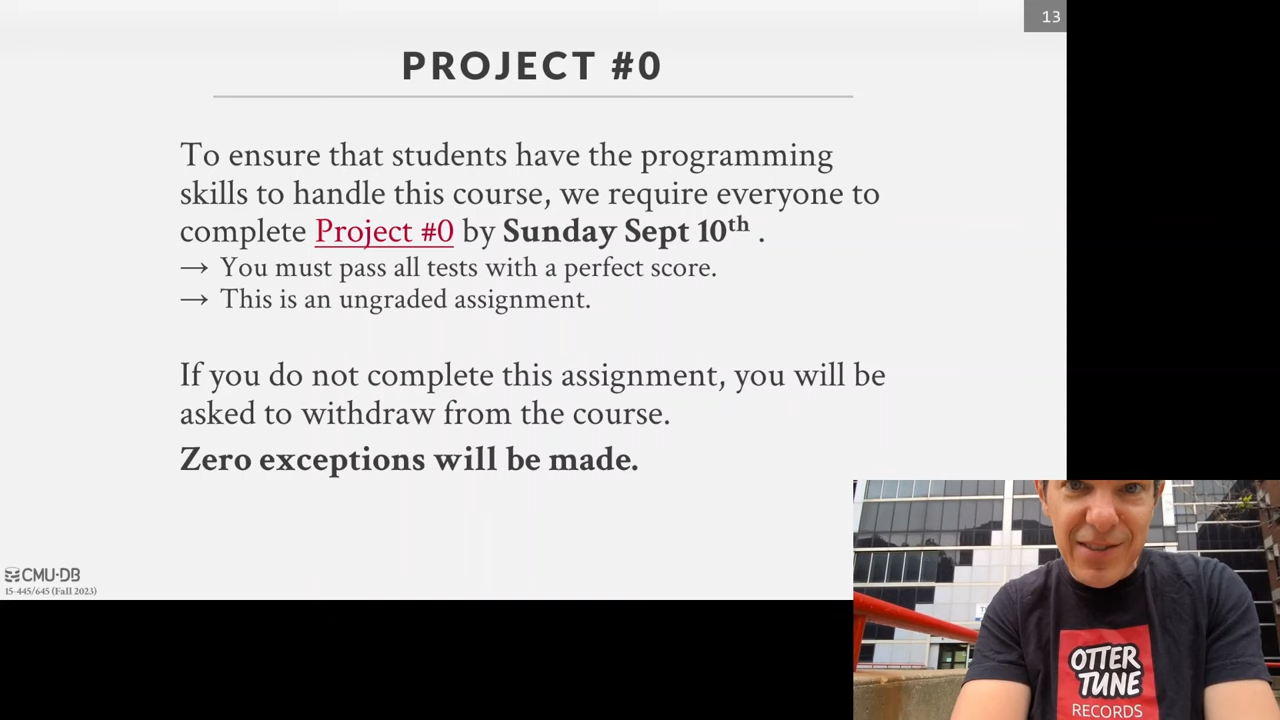 13
PROJECT #0
To ensure that students have the programming
skills to handle this course, we require everyone to
complete Project #0 by Sunday Sept 10th .
→ You must pass all tests with a perfect score.
→ This is an ungraded assignment.
If you do not complete this assignment, you will be
asked to withdraw from the course.
Zero exceptions will be made.
CMU·DB
15-445/645 (Fall 2023)
OTTER
TUNE
RECORDS